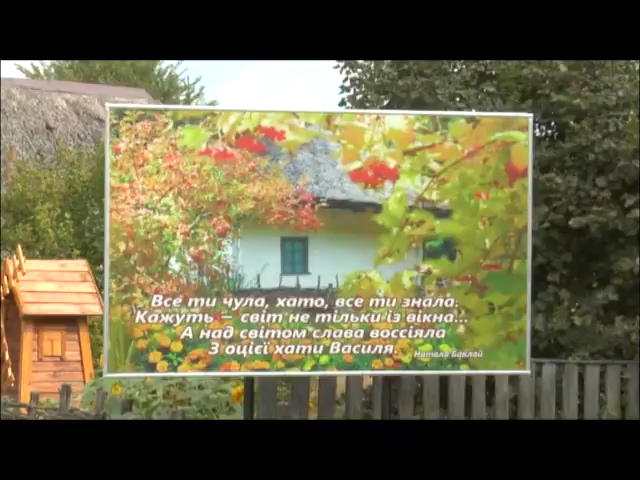 Все ти чула, хато, все ти знала.
Кажуть – світ не тільки із вікна...
А над світом слава воссіяла
З оцієї хати Василя.
Наталя Баклай